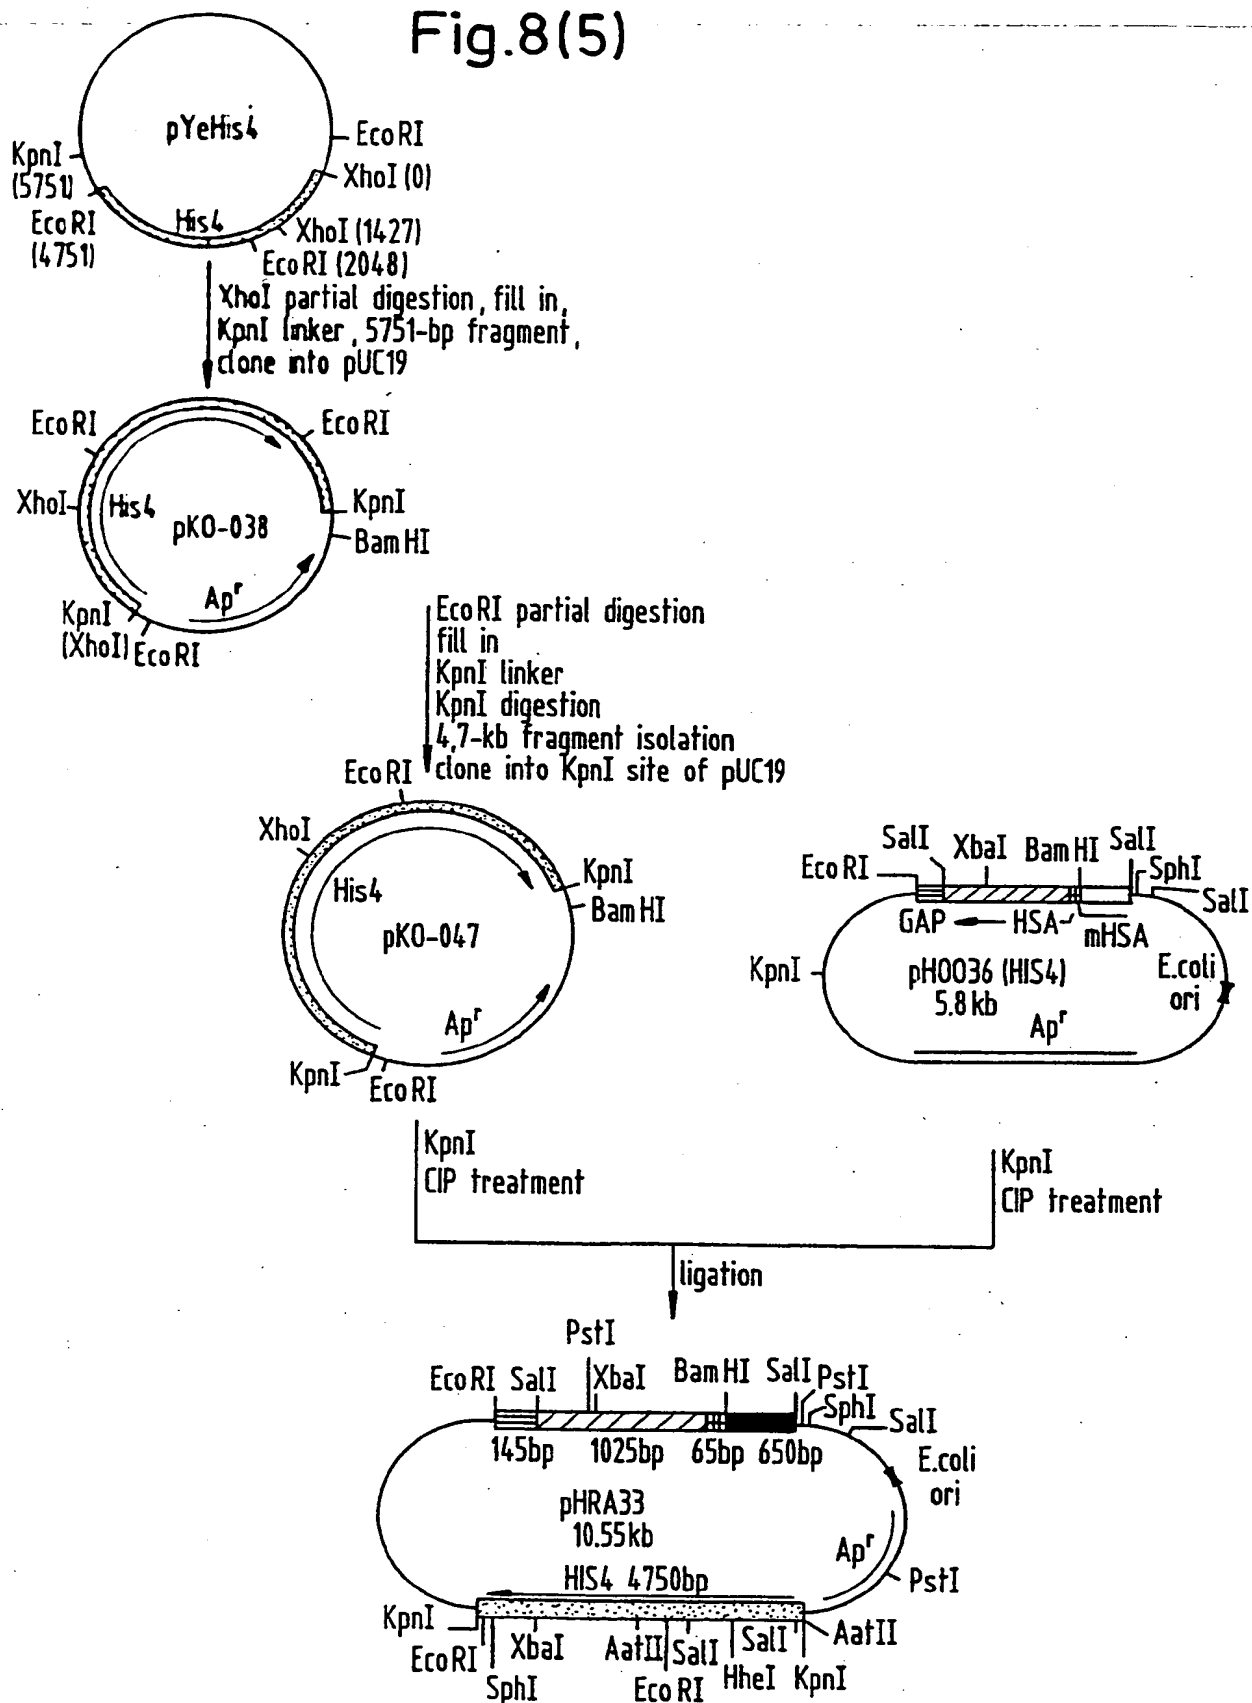 Fig.8(5)
pYeHis4
EcoRI
KpnI
(5751)
XhoI (0)
EcoRI
(4751)
His4
XhoI (1427)
EcoRI (2048)
XhoI partial digestion, fill in,
KpnI linker, 5751-bp fragment,
clone into pUC19
EcoRI
EcoRI
XhoI
His4
KpnI
pKO-038
BamHI
Apr
KpnI
(XhoI)
EcoRI
EcoRI partial digestion
fill in
KpnI linker
KpnI digestion
4,7-kb fragment isolation
clone into KpnI site of pUC19
EcoRI
XhoI
His4
KpnI
BamHI
pKO-047
Apr
KpnI
EcoRI
SalI
XbaI
BamHI
SalI
EcoRI
SphI
SalI
GAP
HSA
mHSA
KpnI
pHO036 (HIS4)
5.8kb
E.coli
ori
Apr
KpnI
CIP treatment
KpnI
CIP treatment
ligation
PstI
EcoRI SalI
XbaI
BamHI
SalI
PstI
SphI
SalI
145bp
1025bp
65bp
650bp
E.coli
ori
pHRA33
10.55kb
Apr
HIS4 4750bp
PstI
KpnI
AatII
EcoRI
XbaI
AatII
SalI
SalI
SphI
EcoRI
HheI
KpnI